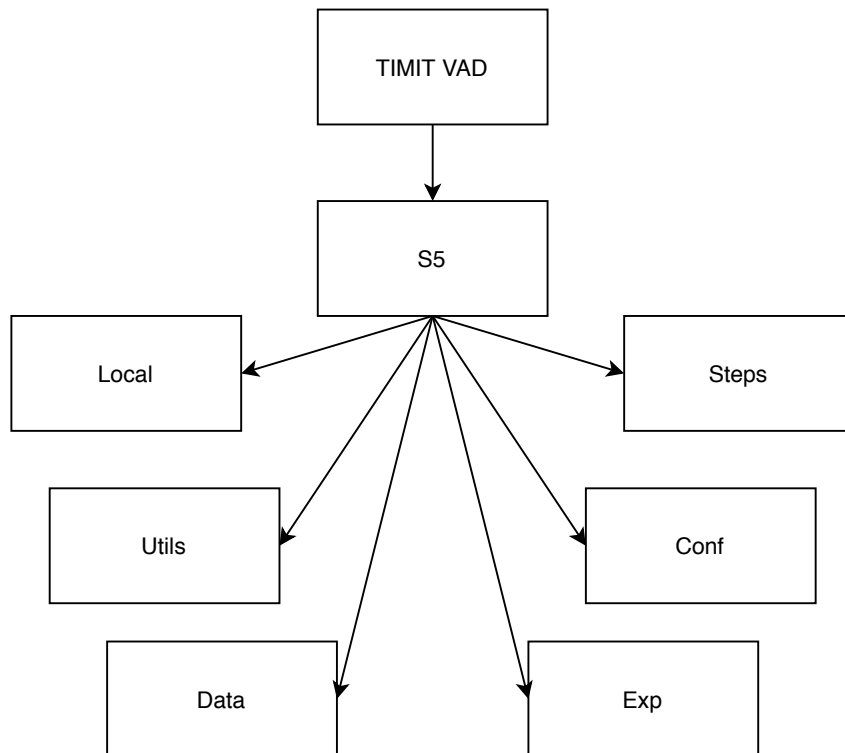 TIMIT VAD
S5
Local
Steps
Utils
Conf
Data
Exp